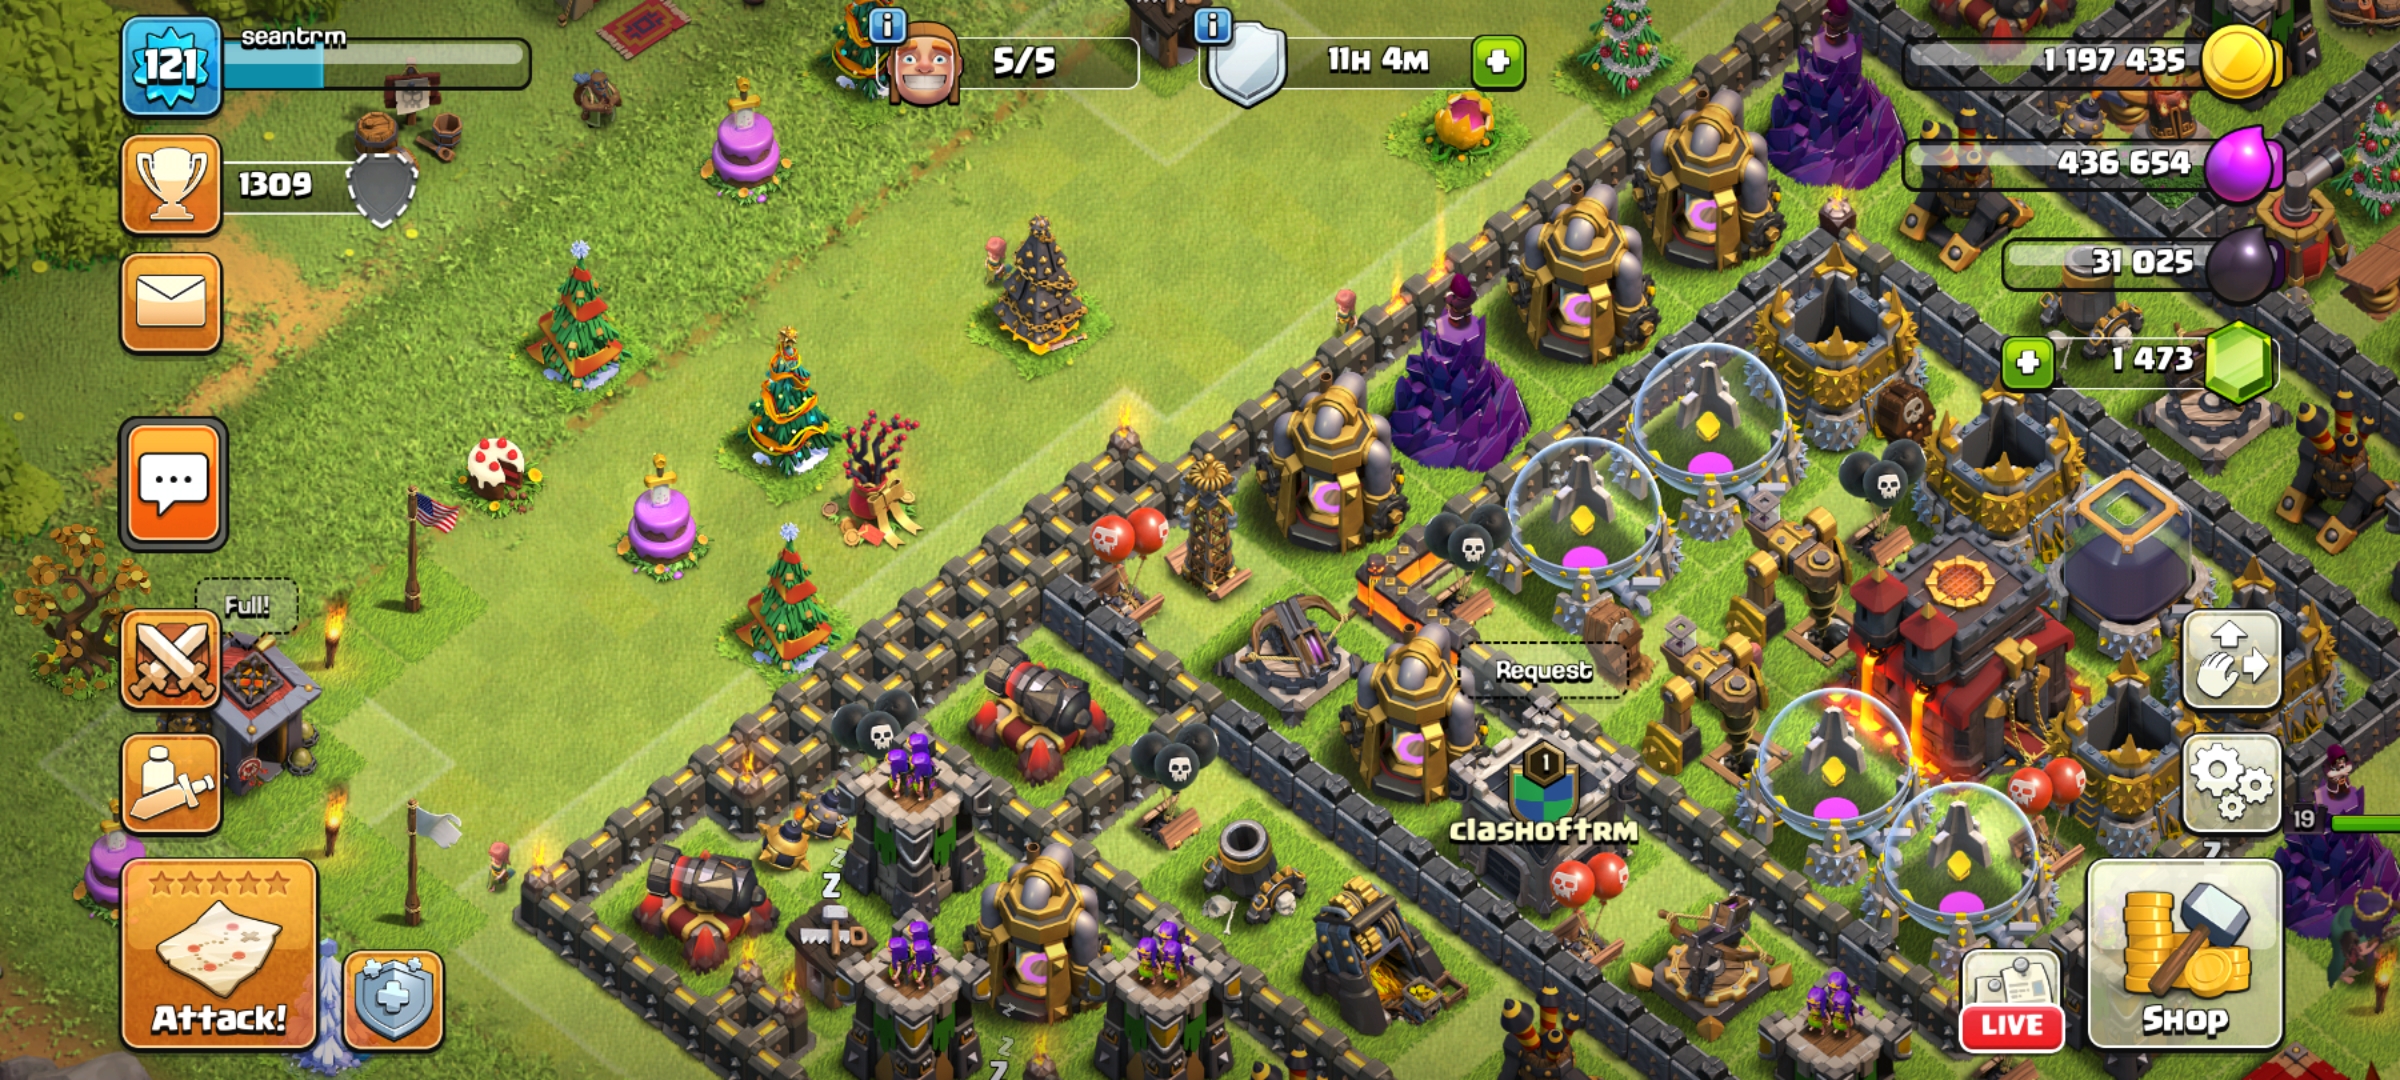 121
seantrm
5/5
11H 4M
1 197 435
1309
436 654
31 025
1 473
Full!
Request
1
clashoftrm
19
z
z
z
z
z
Attack!
LIVE
Shop